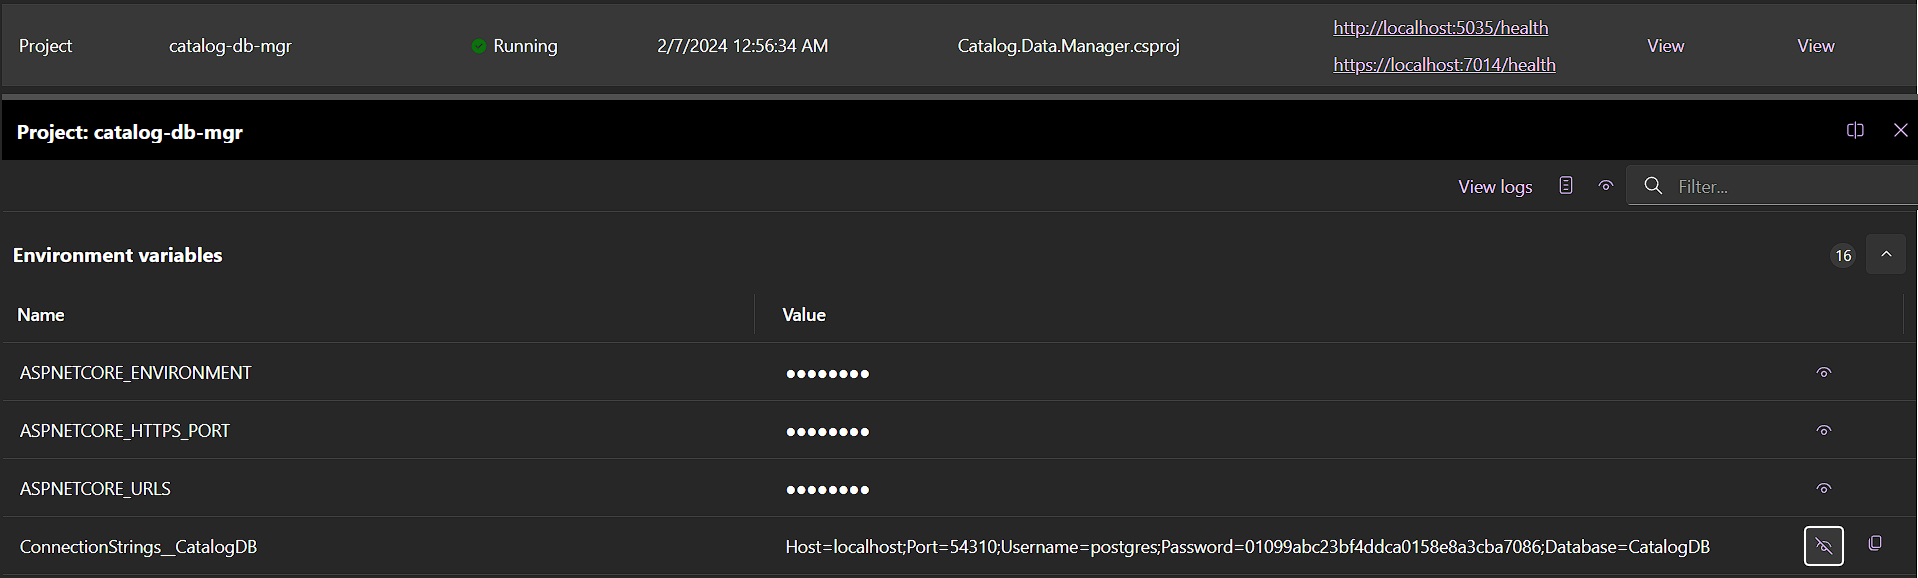 Project catalog-db-mgr Running 2/7/2024 12:56:34 AM Catalog.Data.Manager.csproj http://localhost:5035/health https://localhost:7014/health View View
Project: catalog-db-mgr
View logs Filter...
Environment variables 16
Name Value
ASPNETCORE_ENVIRONMENT ●●●●●●●●
ASPNETCORE_HTTPS_PORT ●●●●●●●●
ASPNETCORE_URLS ●●●●●●●●
ConnectionStrings__CatalogDB Host=localhost;Port=54310;Username=postgres;Password=01099abc23bf4ddca0158e8a3cba7086;Database=CatalogDB